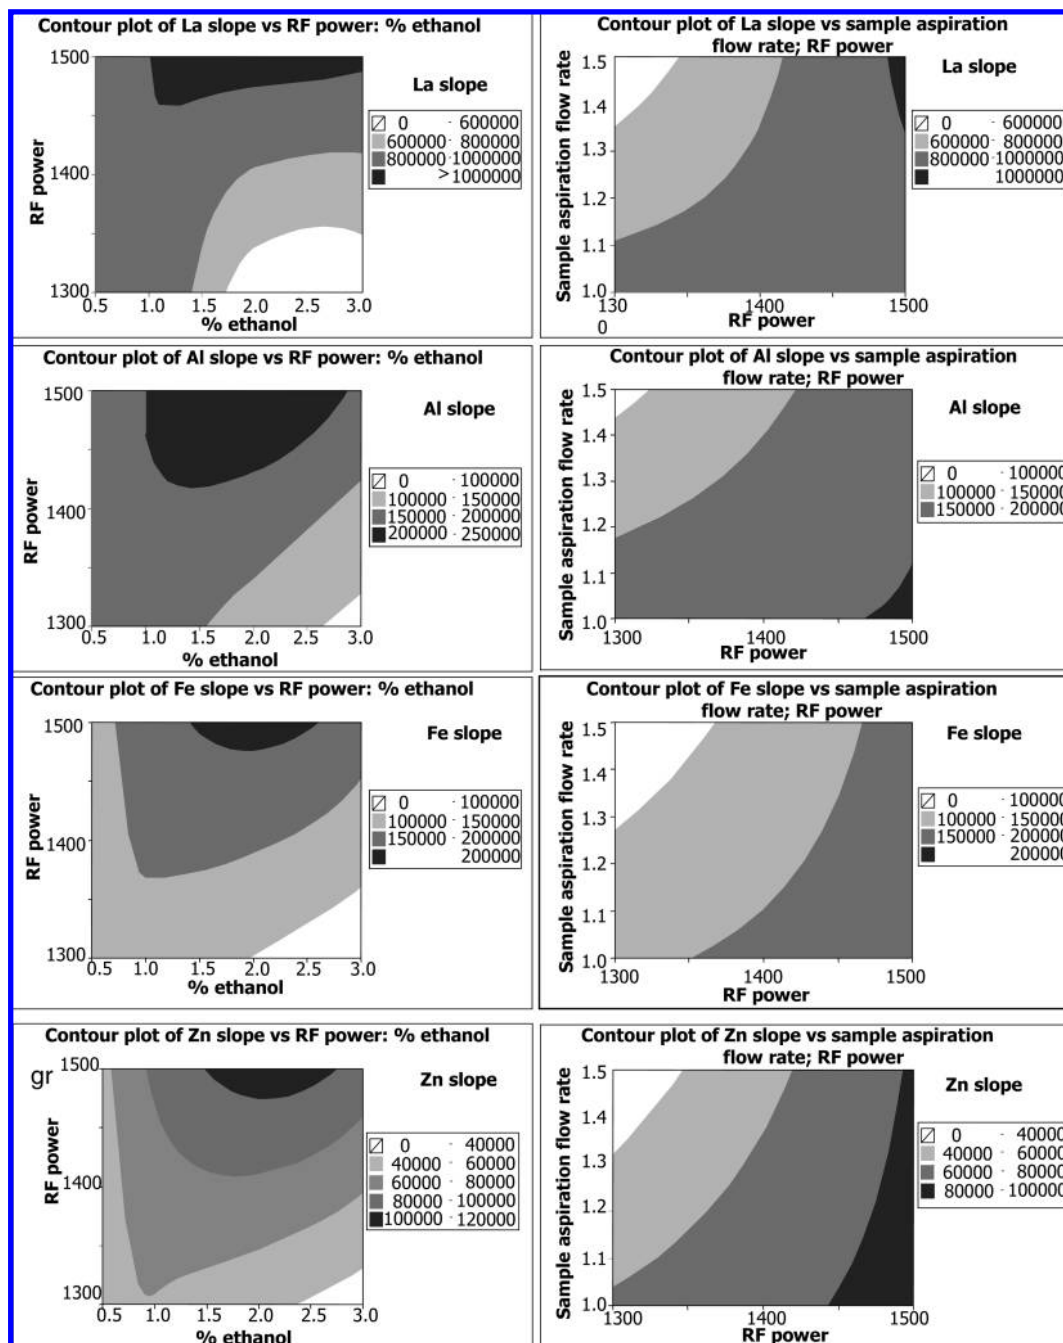 Contour plot of La slope vs RF power: % ethanol
La slope
0 - 600000
600000 - 800000
800000 - 1000000
> 1000000
RF power
1500
1400
1300
0.5 1.0 1.5 2.0 2.5 3.0
% ethanol
Contour plot of La slope vs sample aspiration
flow rate; RF power
La slope
0 - 600000
600000 - 800000
800000 - 1000000
1000000
Sample aspiration flow rate
1.5
1.4
1.3
1.2
1.1
1.0
130
0
1400
1500
RF power
Contour plot of Al slope vs RF power: % ethanol
Al slope
0 - 100000
100000 - 150000
150000 - 200000
200000 - 250000
RF power
1500
1400
1300
0.5 1.0 1.5 2.0 2.5 3.0
% ethanol
Contour plot of Al slope vs sample aspiration
flow rate; RF power
Al slope
0 - 100000
100000 - 150000
150000 - 200000
Sample aspiration flow rate
1.5
1.4
1.3
1.2
1.1
1.0
1300 1400 1500
RF power
Contour plot of Fe slope vs RF power: % ethanol
Fe slope
0 - 100000
100000 - 150000
150000 - 200000
200000
RF power
1500
1400
1300
0.5 1.0 1.5 2.0 2.5 3.0
% ethanol
Contour plot of Fe slope vs sample aspiration
flow rate; RF power
Fe slope
0 - 100000
100000 - 150000
150000 - 200000
200000
Sample aspiration flow rate
1.5
1.4
1.3
1.2
1.1
1.0
1300 1400 1500
RF power
Contour plot of Zn slope vs RF power: % ethanol
gr
Zn slope
0 - 40000
40000 - 60000
60000 - 80000
80000 - 100000
100000 - 120000
RF power
1500
1400
1300
0.5 1.0 1.5 2.0 2.5 3.0
% ethanol
Contour plot of Zn slope vs sample aspiration
flow rate; RF power
Zn slope
0 - 40000
40000 - 60000
60000 - 80000
80000 - 100000
Sample aspiration flow rate
1.5
1.4
1.3
1.2
1.1
1.0
1300 1400 1500
RF power